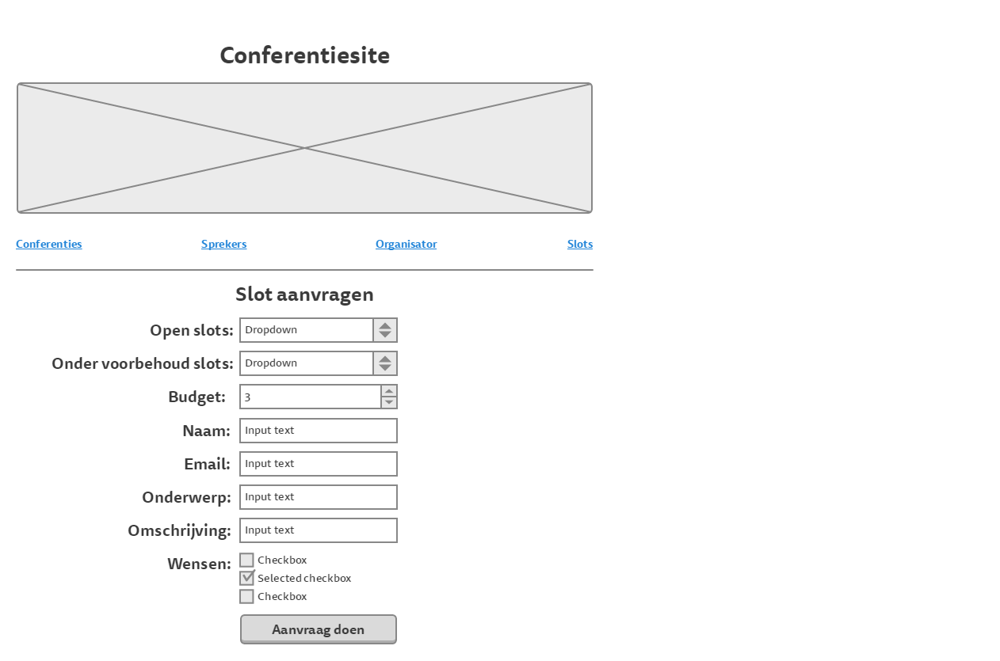 Conferentiesite
Conferenties Sprekers Organisator Slots
Slot aanvragen
Open slots: Dropdown
Onder voorbehoud slots: Dropdown
Budget: 3
Naam: Input text
Email: Input text
Onderwerp: Input text
Omschrijving: Input text
Wensen: Checkbox
Selected checkbox
Checkbox
Aanvraag doen